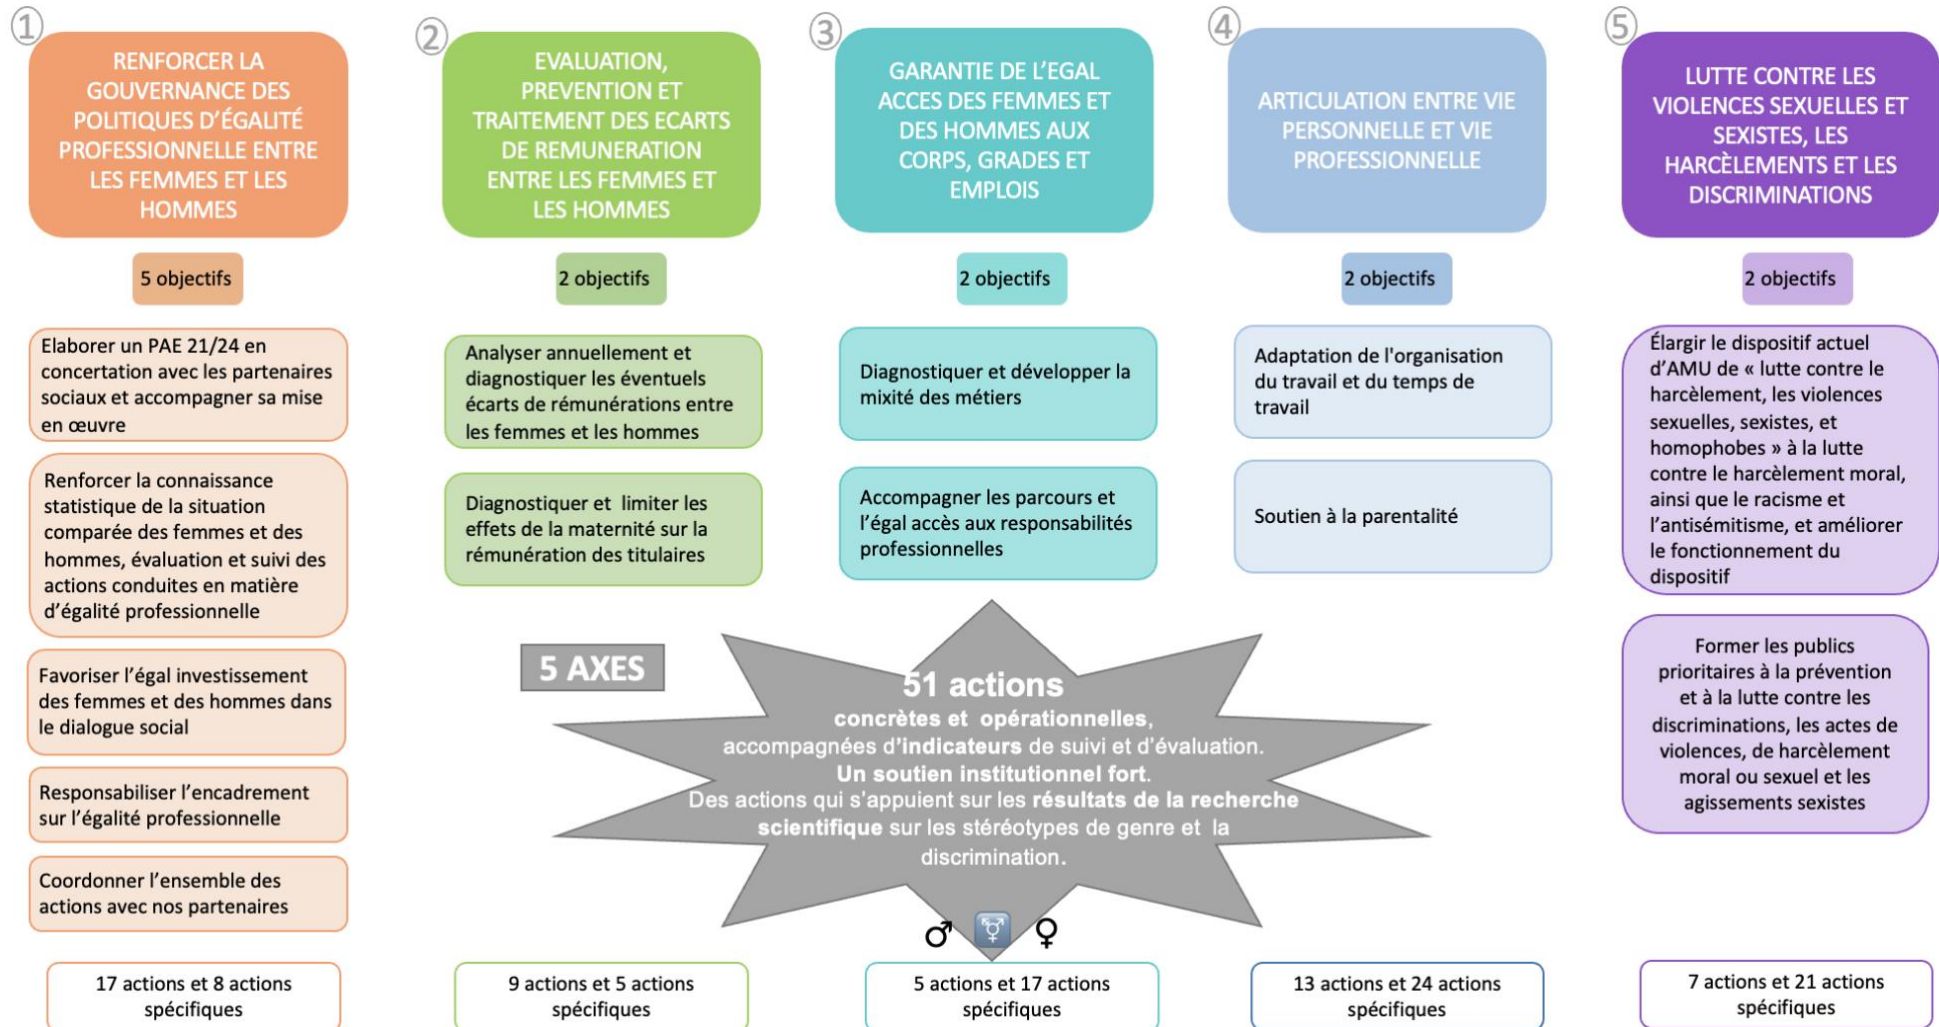 1
RENFORCER LA
GOUVERNANCE DES
POLITIQUES D'ÉGALITÉ
PROFESSIONNELLE ENTRE
LES FEMMES ET LES
HOMMES
5 objectifs
Elaborer un PAE 21/24 en
concertation avec les partenaires
sociaux et accompagner sa mise
en œuvre
Renforcer la connaissance
statistique de la situation
comparée des femmes et des
hommes, évaluation et suivi des
actions conduites en matière
d'égalité professionnelle
Favoriser l'égal investissement
des femmes et des hommes dans
le dialogue social
Responsabiliser l'encadrement
sur l'égalité professionnelle
Coordonner l'ensemble des
actions avec nos partenaires
17 actions et 8 actions
spécifiques
2
EVALUATION,
PREVENTION ET
TRAITEMENT DES ECARTS
DE REMUNERATION
ENTRE LES FEMMES ET
LES HOMMES
2 objectifs
Analyser annuellement et
diagnostiquer les éventuels
écarts de rémunérations entre
les femmes et les hommes
Diagnostiquer et  limiter les
effets de la maternité sur la
rémunération des titulaires
9 actions et 5 actions
spécifiques
3
GARANTIE DE L'EGAL
ACCES DES FEMMES ET
DES HOMMES AUX
CORPS, GRADES ET
EMPLOIS
2 objectifs
Diagnostiquer et développer la
mixité des métiers
Accompagner les parcours et
l'égal accès aux responsabilités
professionnelles
5 actions et 17 actions
spécifiques
4
ARTICULATION ENTRE VIE
PERSONNELLE ET VIE
PROFESSIONNELLE
2 objectifs
Adaptation de l'organisation
du travail et du temps de
travail
Soutien à la parentalité
13 actions et 24 actions
spécifiques
5
LUTTE CONTRE LES
VIOLENCES SEXUELLES ET
SEXISTES, LES
HARCÈLEMENTS ET LES
DISCRIMINATIONS
2 objectifs
Élargir le dispositif actuel
d'AMU de « lutte contre le
harcèlement, les violences
sexuelles, sexistes, et
homophobes » à la lutte
contre le harcèlement moral,
ainsi que le racisme et
l'antisémitisme, et améliorer
le fonctionnement du
dispositif
Former les publics
prioritaires à la prévention
et à la lutte contre les
discriminations, les actes de
violences, de harcèlement
moral ou sexuel et les
agissements sexistes
7 actions et 21 actions
spécifiques
5 AXES
51 actions
concrètes et  opérationnelles,
accompagnées d'indicateurs de suivi et d'évaluation.
Un soutien institutionnel fort.
Des actions qui s'appuient sur les résultats de la recherche
scientifique sur les stéréotypes de genre et  la
discrimination.
♂ ⚧ ♀